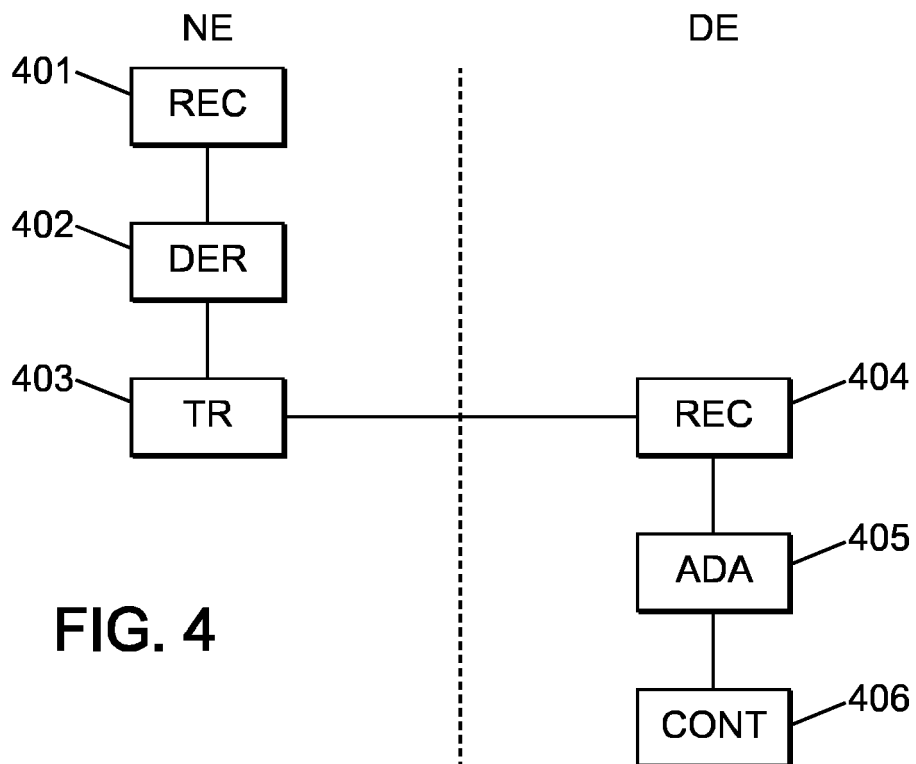 NE
DE
401
REC
402
DER
403
TR
404
REC
405
ADA
406
CONT
FIG. 4